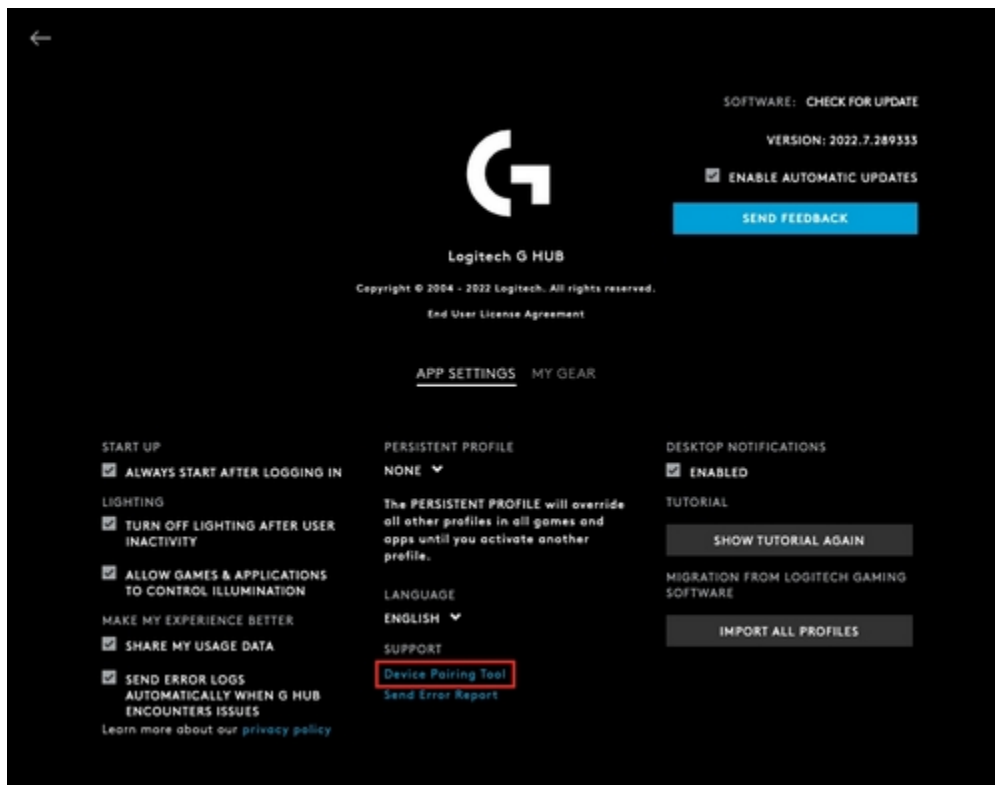 SOFTWARE: CHECK FOR UPDATE
VERSION: 2022.7.289333
ENABLE AUTOMATIC UPDATES
SEND FEEDBACK
Logitech G HUB
Copyright © 2004 - 2022 Logitech. All rights reserved.
End User License Agreement
APP SETTINGS MY GEAR
START UP
ALWAYS START AFTER LOGGING IN
LIGHTING
TURN OFF LIGHTING AFTER USER
INACTIVITY
ALLOW GAMES & APPLICATIONS
TO CONTROL ILLUMINATION
MAKE MY EXPERIENCE BETTER
SHARE MY USAGE DATA
SEND ERROR LOGS
AUTOMATICALLY WHEN G HUB
ENCOUNTERS ISSUES
Learn more about our privacy policy
PERSISTENT PROFILE
NONE
The PERSISTENT PROFILE will override
all other profiles in all games and
apps until you activate another
profile.
LANGUAGE
ENGLISH
SUPPORT
Device Pairing Tool
Send Error Report
DESKTOP NOTIFICATIONS
ENABLED
TUTORIAL
SHOW TUTORIAL AGAIN
MIGRATION FROM LOGITECH GAMING
SOFTWARE
IMPORT ALL PROFILES